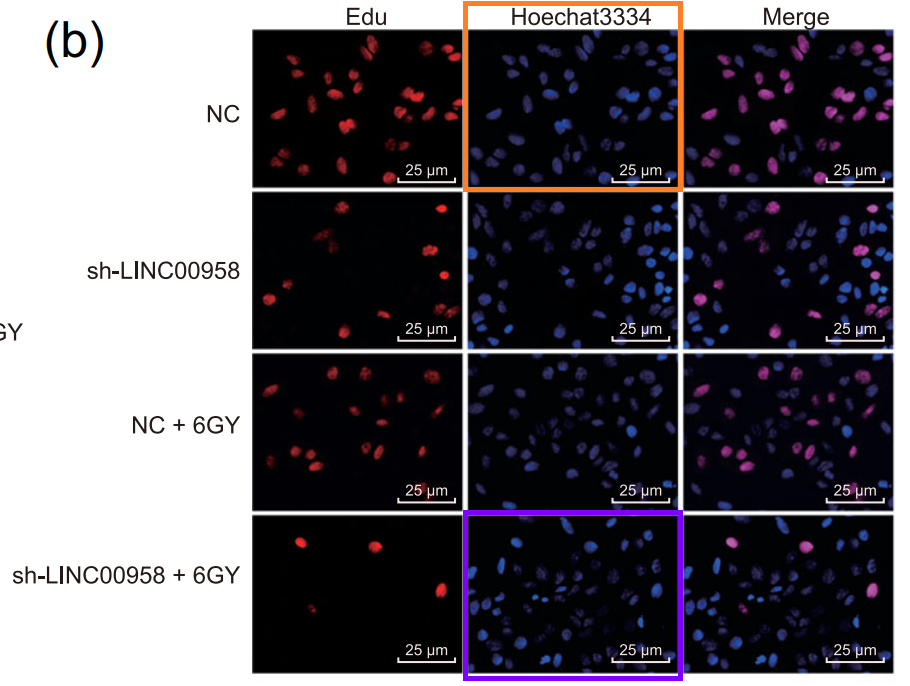 (b)
Edu Hoechat3334 Merge
NC
25 µm 25 µm 25 µm
sh-LINC00958
25 µm 25 µm 25 µm
GY
NC + 6GY
25 µm 25 µm 25 µm
sh-LINC00958 + 6GY
25 µm 25 µm 25 µm